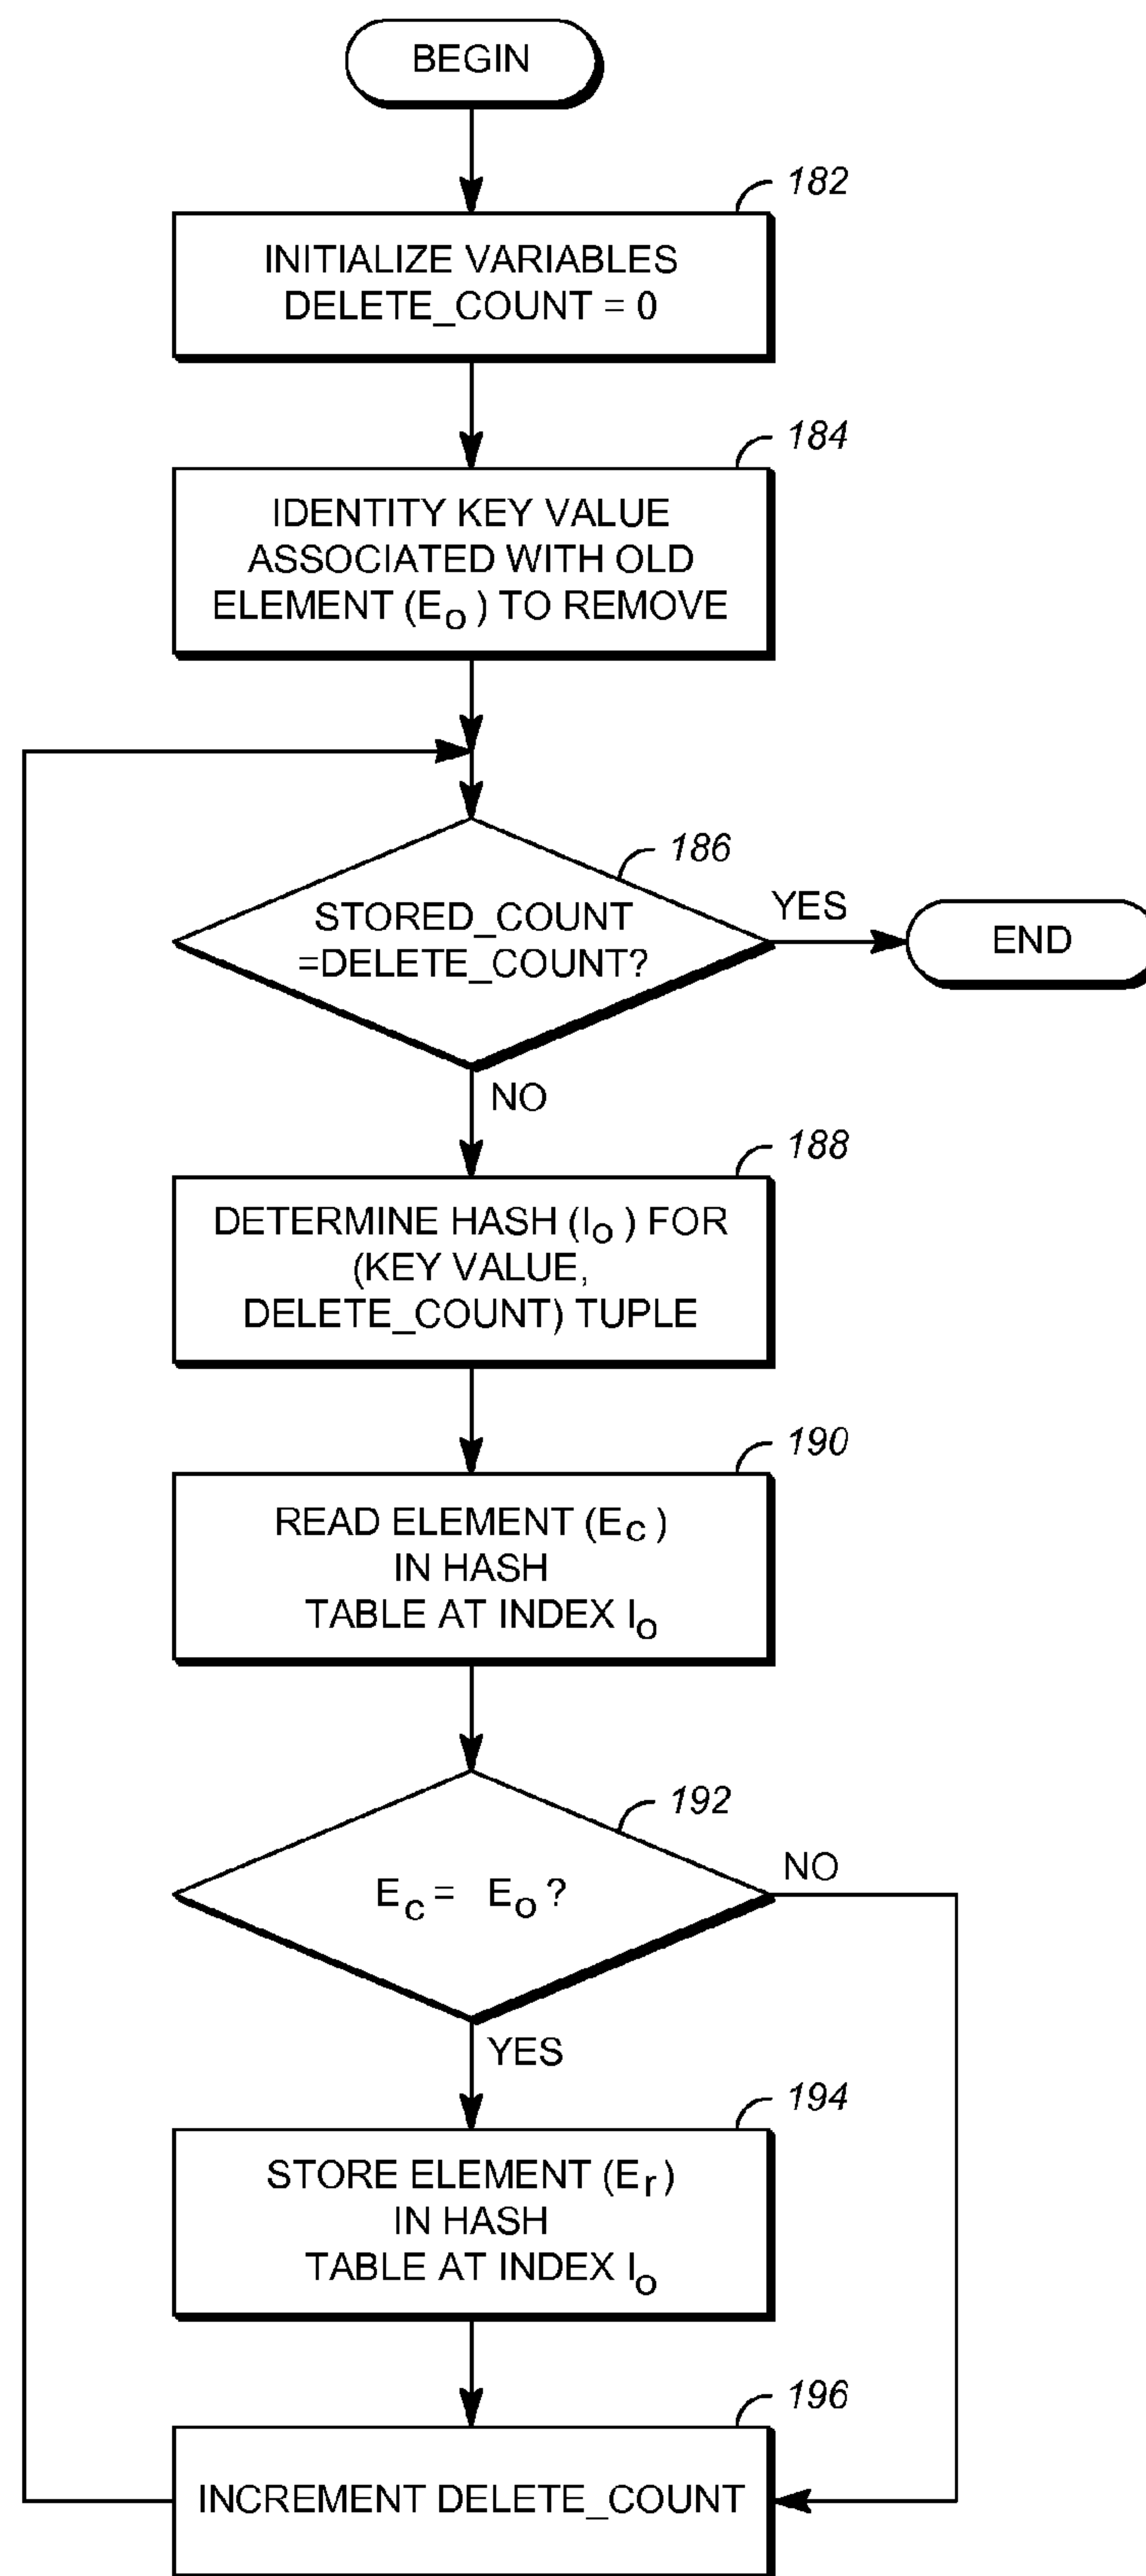 BEGIN
182
INITIALIZE VARIABLES
DELETE_COUNT = 0
184
IDENTITY KEY VALUE
ASSOCIATED WITH OLD
ELEMENT (Eo) TO REMOVE
186
STORED_COUNT
=DELETE_COUNT?
YES
END
NO
188
DETERMINE HASH (Io) FOR
(KEY VALUE,
DELETE_COUNT) TUPLE
190
READ ELEMENT (Ec)
IN HASH
TABLE AT INDEX Io
192
Ec = Eo ?
NO
YES
194
STORE ELEMENT (Er)
IN HASH
TABLE AT INDEX Io
196
INCREMENT DELETE_COUNT